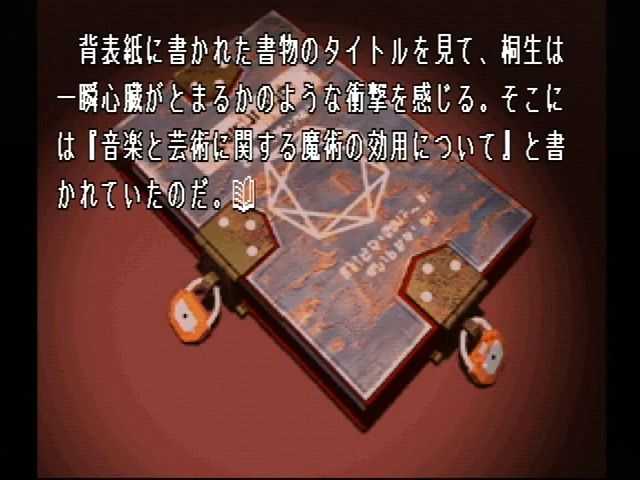 背表紙に書かれた書物のタイトルを見て、桐生は
一瞬心臓がとまるかのような衝撃を感じる。そこに
は『音楽と芸術に関する魔術の効用について』と書
かれていたのだ。